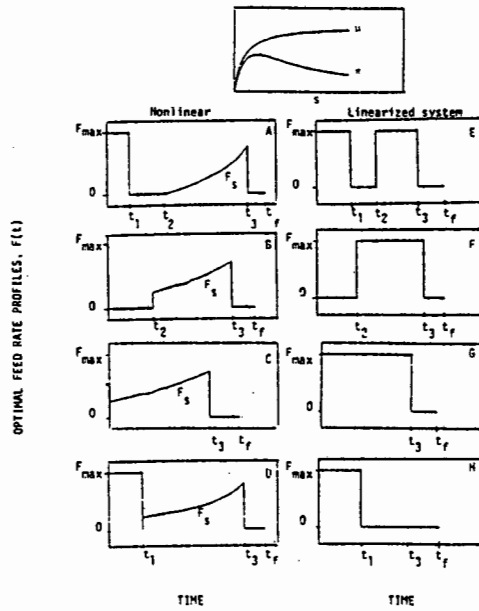 μ
π
S
Nonlinear
Linearized system
Fmax
A
Fs
0
t1 t2 t3 tf
Fmax
E
0
t1 t2 t3 tf
Fmax
B
Fs
0
t2 t3 tf
Fmax
F
0
t2 t3 tf
Fmax
C
Fs
0
t3 tf
Fmax
G
0
t3 tf
Fmax
D
Fs
0
t1 t3 tf
Fmax
H
0
t1 t3 tf
OPTIMAL FEED RATE PROFILES, F(t)
TIME
TIME